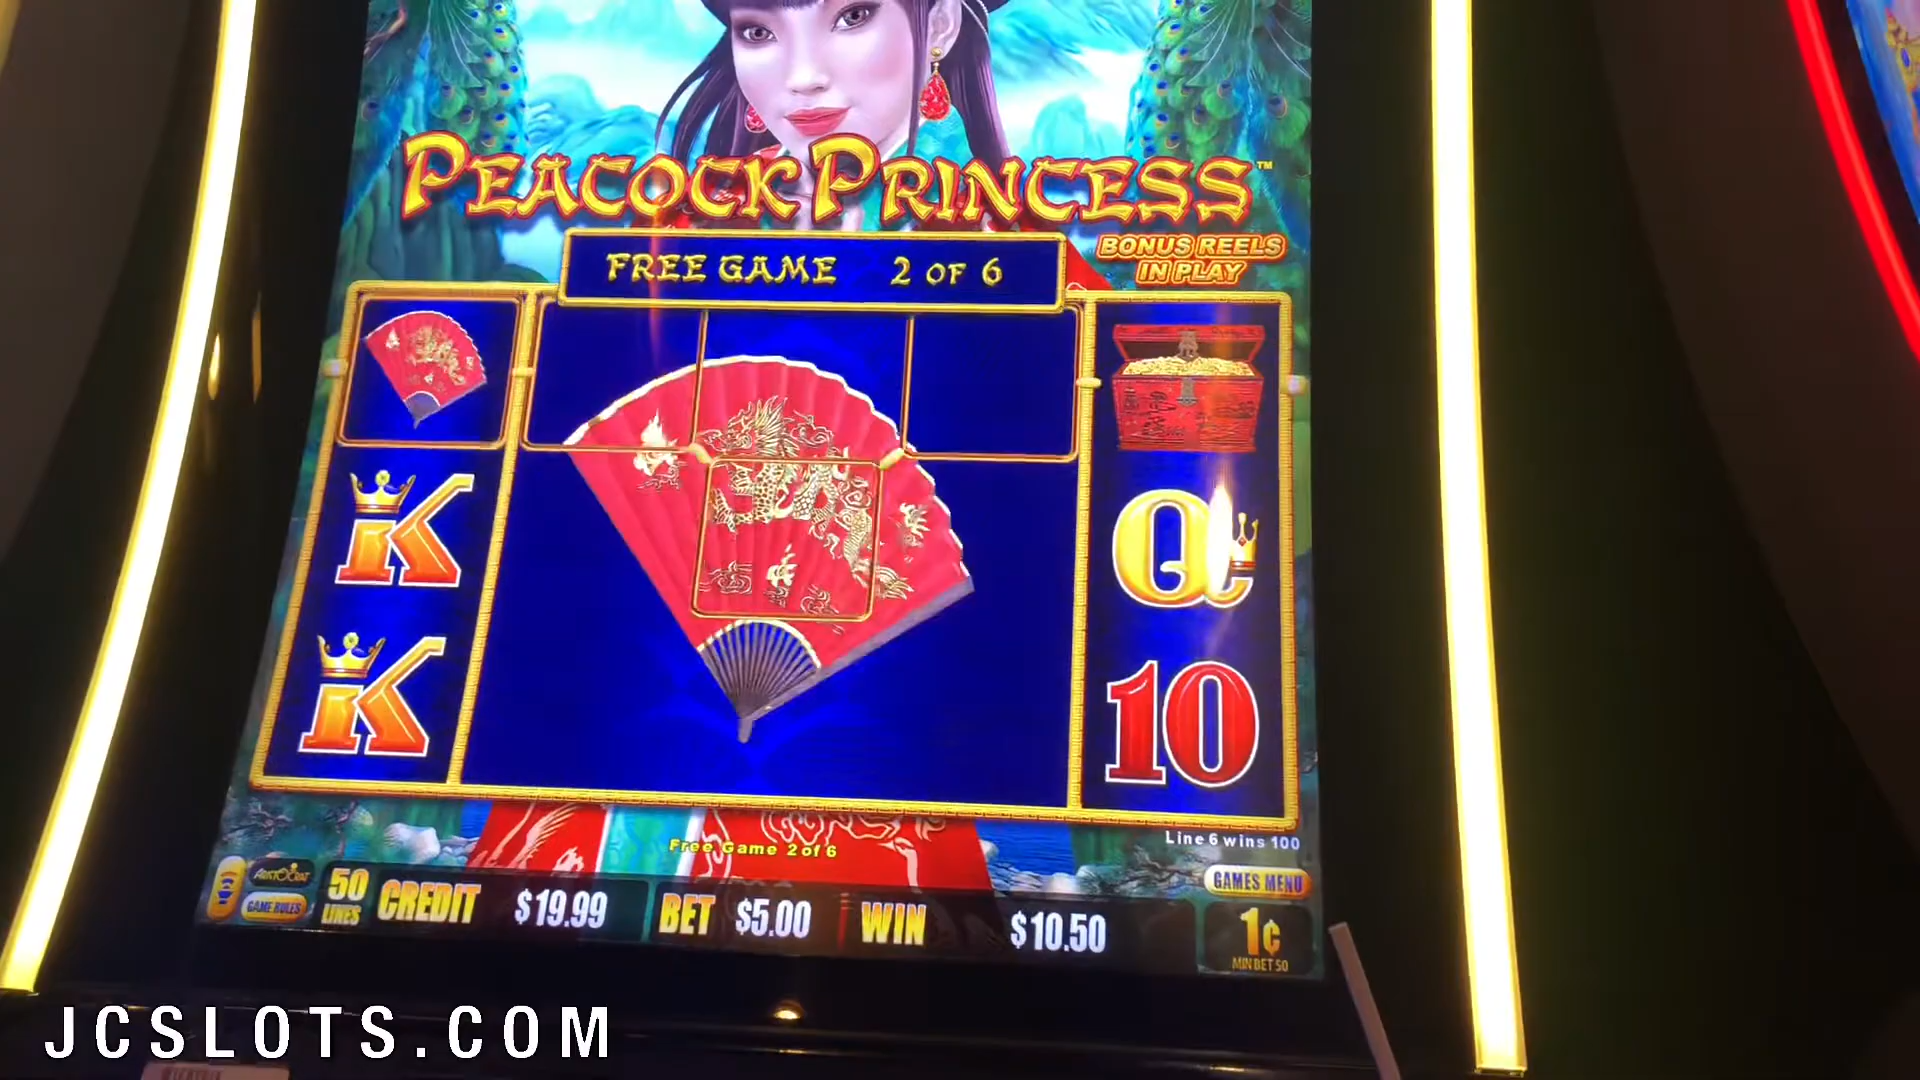 PEACOCK PRINCESS™
BONUS REELS
IN PLAY
FREE GAME 2 OF 6
K
Q
K
10
Line 6 wins 100
Free Game 2 of 6
GAMES MENU
ARISTOCRAT
GAME RULES
50
LINES
CREDIT $19.99
BET $5.00
WIN $10.50
1¢
MIN BET 50
JCSLOTS.COM